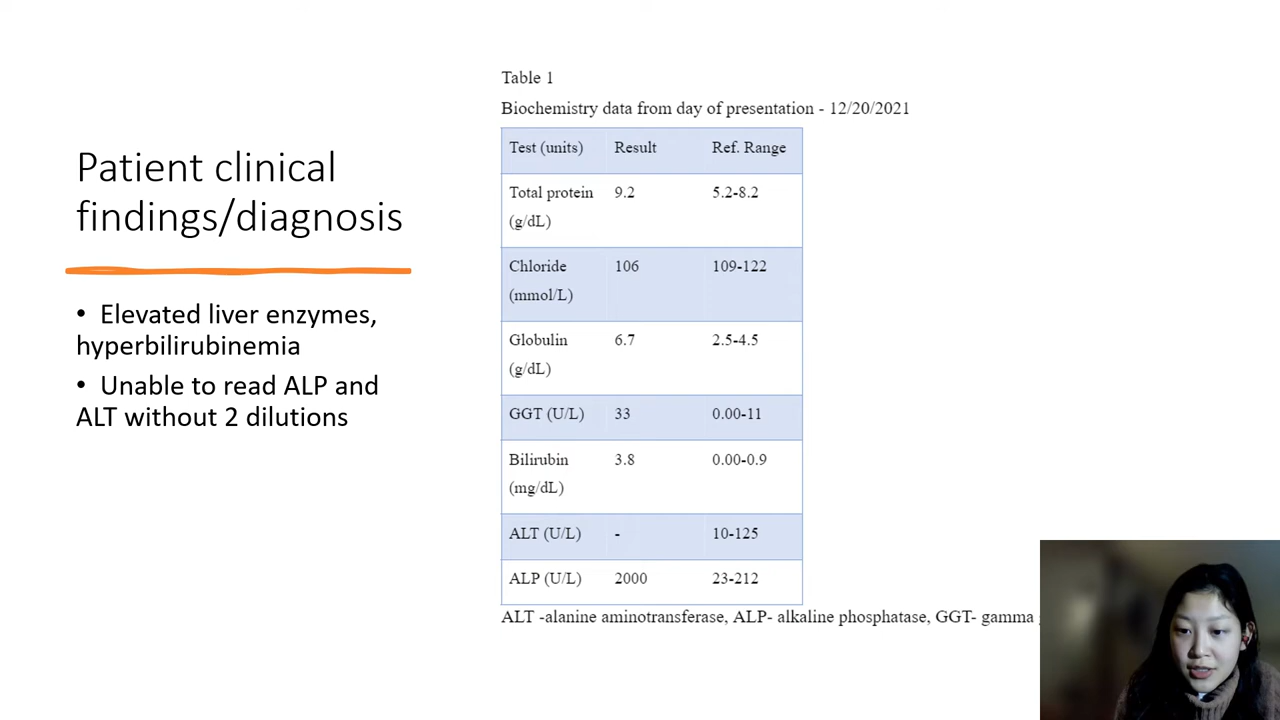 Patient clinical
findings/diagnosis
• Elevated liver enzymes,
hyperbilirubinemia
• Unable to read ALP and
ALT without 2 dilutions
Table 1
Biochemistry data from day of presentation - 12/20/2021
Test (units) Result Ref. Range
Total protein 9.2 5.2-8.2
(g/dL)
Chloride 106 109-122
(mmol/L)
Globulin 6.7 2.5-4.5
(g/dL)
GGT (U/L) 33 0.00-11
Bilirubin 3.8 0.00-0.9
(mg/dL)
ALT (U/L) - 10-125
ALP (U/L) 2000 23-212
ALT -alanine aminotransferase, ALP- alkaline phosphatase, GGT- gamma